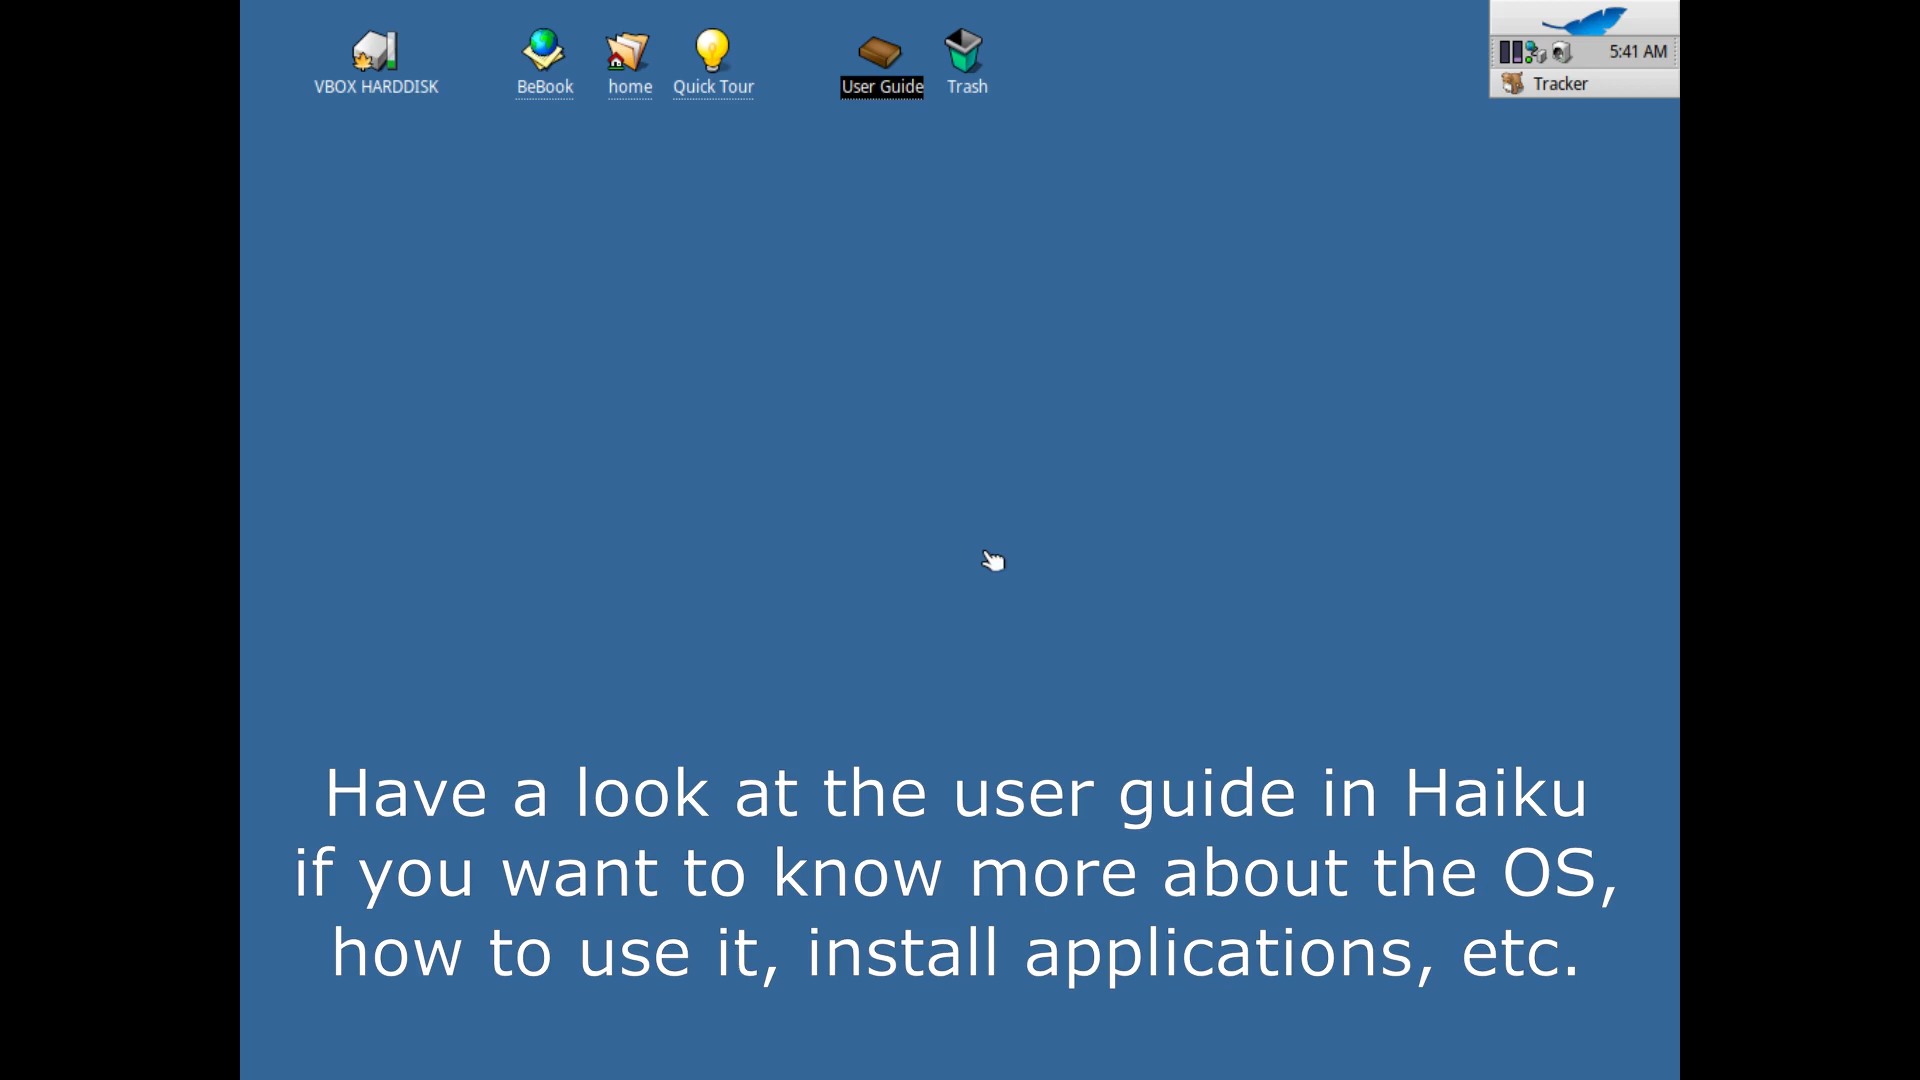 VBOX HARDDISK
BeBook
home
Quick Tour
User Guide
Trash
5:41 AM
Tracker
Have a look at the user guide in Haiku
if you want to know more about the OS,
how to use it, install applications, etc.